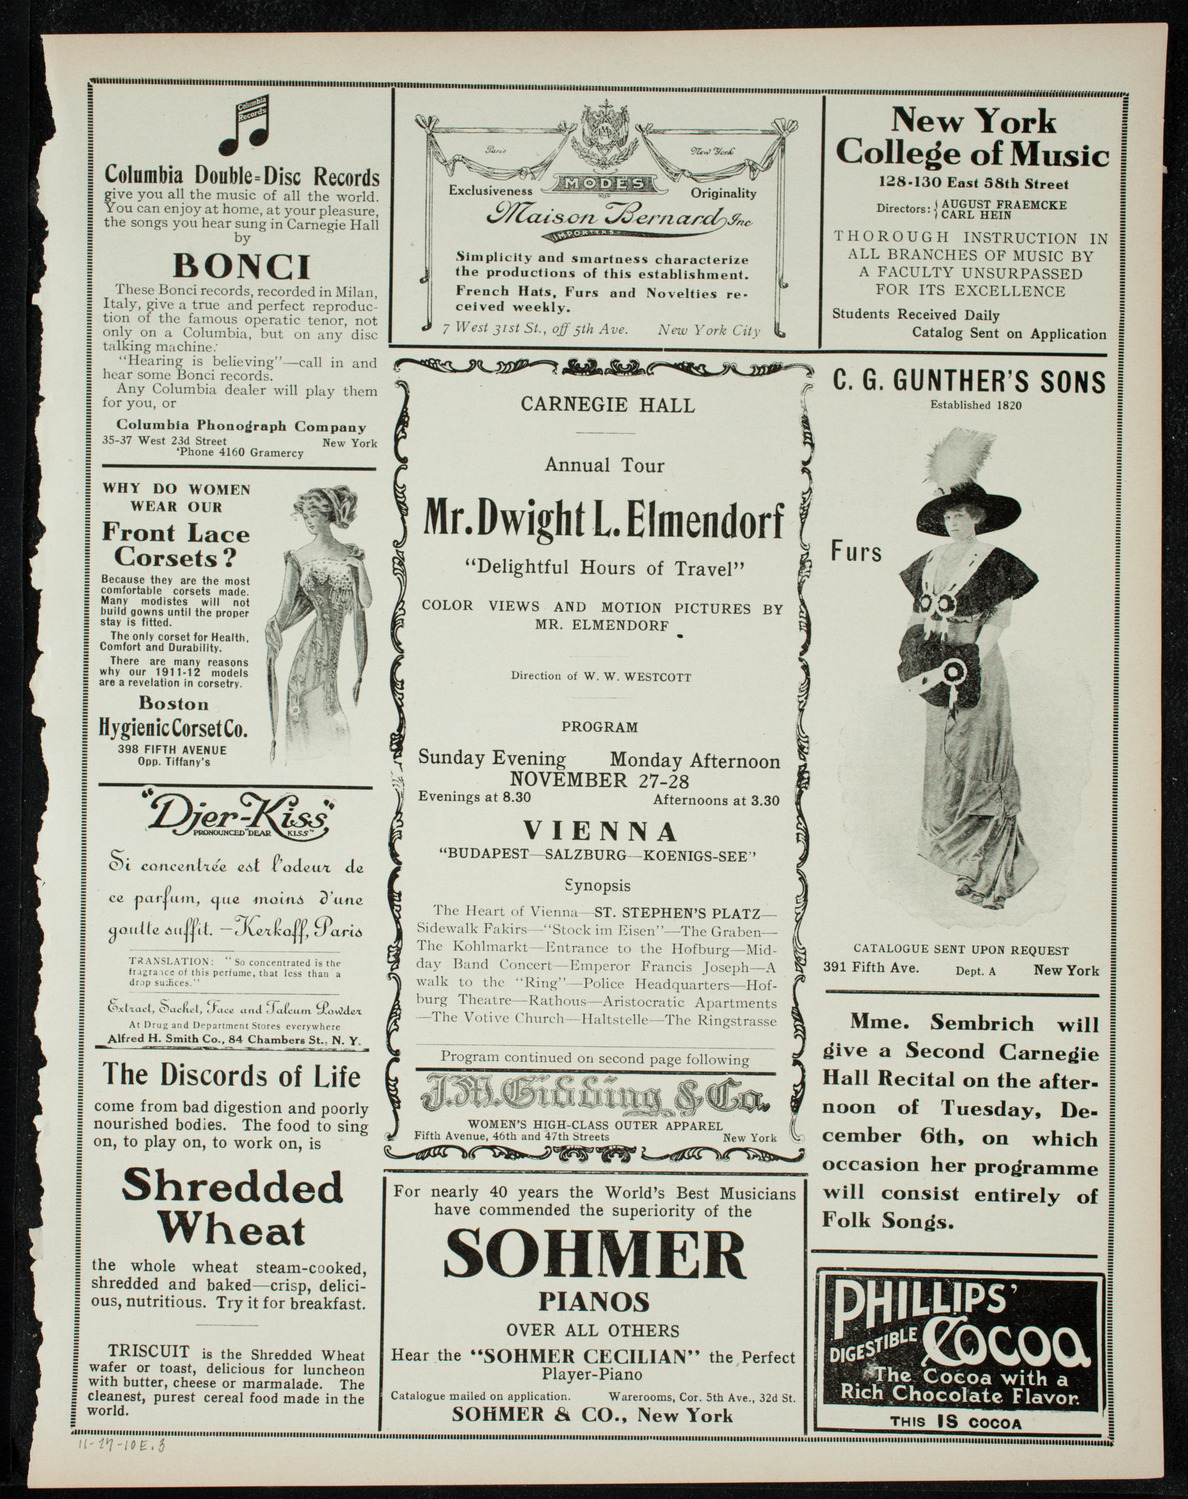 Columbia
Records
Columbia Double=Disc Records
give you all the music of all the world.
You can enjoy at home, at your pleasure,
the songs you hear sung in Carnegie Hall
by
BONCI
These Bonci records, recorded in Milan,
Italy, give a true and perfect reproduc-
tion of the famous operatic tenor, not
only on a Columbia, but on any disc
talking machine.
"Hearing is believing"—call in and
hear some Bonci records.
Any Columbia dealer will play them
for you, or
Columbia Phonograph Company
35-37 West 23d Street New York
'Phone 4160 Gramercy
WHY DO WOMEN
WEAR OUR
Front Lace
Corsets?
Because they are the most
comfortable corsets made.
Many modistes will not
build gowns until the proper
stay is fitted.
The only corset for Health,
Comfort and Durability.
There are many reasons
why our 1911-12 models
are a revelation in corsetry.
Boston
Hygienic Corset Co.
398 FIFTH AVENUE
Opp. Tiffany's
"Djer-Kiss"
PRONOUNCED "DEAR KISS"
Si concentrée est l'odeur de
ce parfum, que moins d'une
goutte suffit. —Kerkoff, Paris
TRANSLATION: "So concentrated is the
fragrance of this perfume, that less than a
drop suffices."
Extract, Sachet, Face and Talcum Powder
At Drug and Department Stores everywhere
Alfred H. Smith Co., 84 Chambers St., N. Y.
The Discords of Life
come from bad digestion and poorly
nourished bodies. The food to sing
on, to play on, to work on, is
Shredded
Wheat
the whole wheat steam-cooked,
shredded and baked—crisp, delici-
ous, nutritious. Try it for breakfast.
TRISCUIT is the Shredded Wheat
wafer or toast, delicious for luncheon
with butter, cheese or marmalade. The
cleanest, purest cereal food made in the
world.
Paris New York
MODES
Exclusiveness Originality
Maison Bernard Inc
IMPORTERS
Simplicity and smartness characterize
the productions of this establishment.
French Hats, Furs and Novelties re-
ceived weekly.
7 West 31st St., off 5th Ave. New York City
CARNEGIE HALL
Annual Tour
Mr. Dwight L. Elmendorf
"Delightful Hours of Travel"
COLOR VIEWS AND MOTION PICTURES BY
MR. ELMENDORF
Direction of W. W. WESTCOTT
PROGRAM
Sunday Evening Monday Afternoon
NOVEMBER 27-28
Evenings at 8.30 Afternoons at 3.30
VIENNA
"BUDAPEST—SALZBURG—KOENIGS-SEE"
Synopsis
The Heart of Vienna—ST. STEPHEN'S PLATZ—
Sidewalk Fakirs—"Stock im Eisen"—The Graben—
The Kohlmarkt—Entrance to the Hofburg—Mid-
day Band Concert—Emperor Francis Joseph—A
walk to the "Ring"—Police Headquarters—Hof-
burg Theatre—Rathous—Aristocratic Apartments
—The Votive Church—Haltstelle—The Ringstrasse
Program continued on second page following
J. M. Gidding & Co.
WOMEN'S HIGH-CLASS OUTER APPAREL
Fifth Avenue, 46th and 47th Streets New York
For nearly 40 years the World's Best Musicians
have commended the superiority of the
SOHMER
PIANOS
OVER ALL OTHERS
Hear the "SOHMER CECILIAN" the Perfect
Player-Piano
Catalogue mailed on application. Warerooms, Cor. 5th Ave., 32d St.
SOHMER & CO., New York
New York
College of Music
128-130 East 58th Street
Directors: AUGUST FRAEMCKE
CARL HEIN
THOROUGH INSTRUCTION IN
ALL BRANCHES OF MUSIC BY
A FACULTY UNSURPASSED
FOR ITS EXCELLENCE
Students Received Daily
Catalog Sent on Application
C. G. GUNTHER'S SONS
Established 1820
Furs
CATALOGUE SENT UPON REQUEST
391 Fifth Ave. Dept. A New York
Mme. Sembrich will
give a Second Carnegie
Hall Recital on the after-
noon of Tuesday, De-
cember 6th, on which
occasion her programme
will consist entirely of
Folk Songs.
PHILLIPS'
DIGESTIBLE COCOA
The Cocoa with a
Rich Chocolate Flavor.
THIS IS COCOA
11-27-10E.3